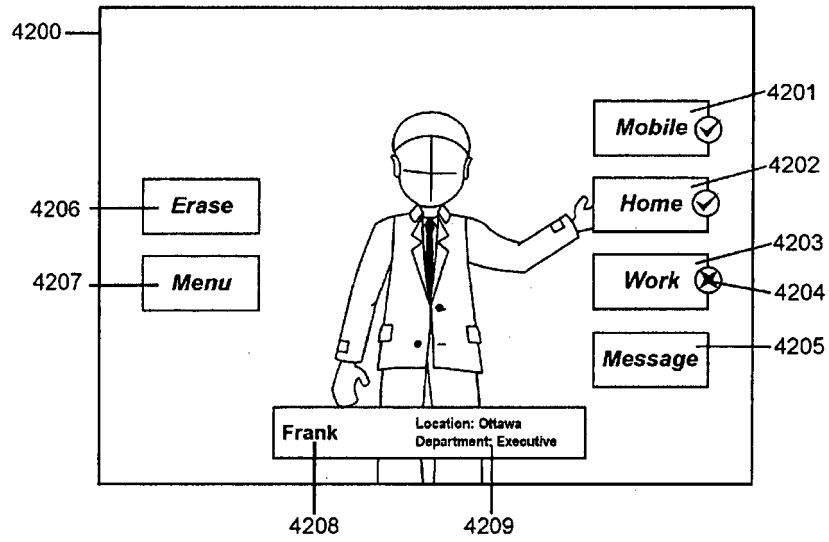 4200
4201
Mobile
4202
4206
Erase
Home
4203
4207
Menu
Work
4204
4205
Message
Frank
Location: Ottawa
Department: Executive
4208
4209